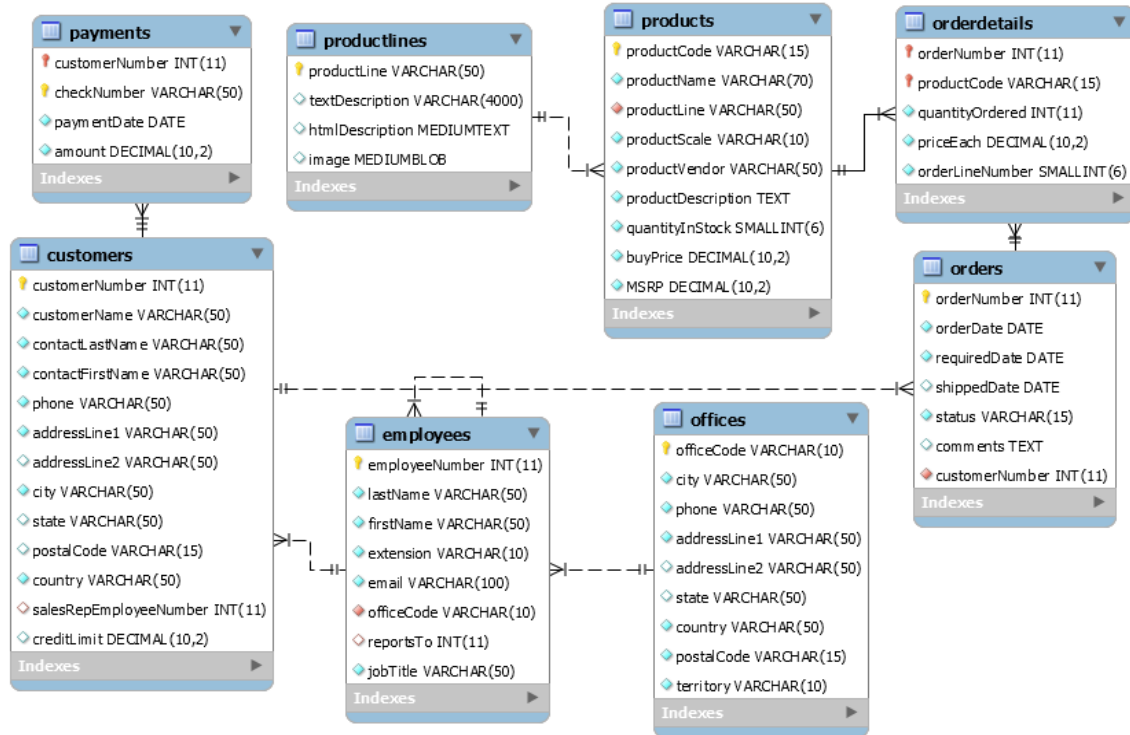 payments
customerNumber INT(11)
checkNumber VARCHAR(50)
paymentDate DATE
amount DECIMAL(10,2)
Indexes
productlines
productLine VARCHAR(50)
textDescription VARCHAR(4000)
htmlDescription MEDIUMTEXT
image MEDIUMBLOB
Indexes
products
productCode VARCHAR(15)
productName VARCHAR(70)
productLine VARCHAR(50)
productScale VARCHAR(10)
productVendor VARCHAR(50)
productDescription TEXT
quantityInStock SMALLINT(6)
buyPrice DECIMAL(10,2)
MSRP DECIMAL(10,2)
Indexes
orderdetails
orderNumber INT(11)
productCode VARCHAR(15)
quantityOrdered INT(11)
priceEach DECIMAL(10,2)
orderLineNumber SMALLINT(6)
Indexes
customers
customerNumber INT(11)
customerName VARCHAR(50)
contactLastName VARCHAR(50)
contactFirstName VARCHAR(50)
phone VARCHAR(50)
addressLine1 VARCHAR(50)
addressLine2 VARCHAR(50)
city VARCHAR(50)
state VARCHAR(50)
postalCode VARCHAR(15)
country VARCHAR(50)
salesRepEmployeeNumber INT(11)
creditLimit DECIMAL(10,2)
Indexes
employees
employeeNumber INT(11)
lastName VARCHAR(50)
firstName VARCHAR(50)
extension VARCHAR(10)
email VARCHAR(100)
officeCode VARCHAR(10)
reportsTo INT(11)
jobTitle VARCHAR(50)
Indexes
offices
officeCode VARCHAR(10)
city VARCHAR(50)
phone VARCHAR(50)
addressLine1 VARCHAR(50)
addressLine2 VARCHAR(50)
state VARCHAR(50)
country VARCHAR(50)
postalCode VARCHAR(15)
territory VARCHAR(10)
Indexes
orders
orderNumber INT(11)
orderDate DATE
requiredDate DATE
shippedDate DATE
status VARCHAR(15)
comments TEXT
customerNumber INT(11)
Indexes